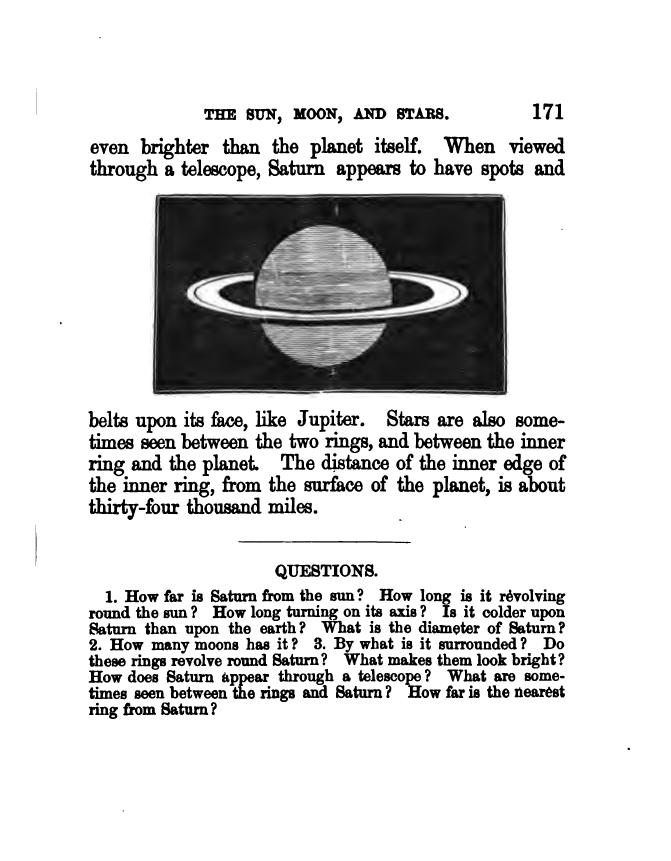 THE SUN, MOON, AND STARS. 171
even brighter than the planet itself. When viewed
through a telescope, Saturn appears to have spots and
belts upon its face, like Jupiter. Stars are also some-
times seen between the two rings, and between the inner
ring and the planet. The distance of the inner edge of
the inner ring, from the surface of the planet, is about
thirty-four thousand miles.
QUESTIONS.
1. How far is Saturn from the sun? How long is it révolving
round the sun? How long turning on its axis? Is it colder upon
Saturn than upon the earth? What is the diameter of Saturn?
2. How many moons has it? 3. By what is it surrounded? Do
these rings revolve round Saturn? What makes them look bright?
How does Saturn appear through a telescope? What are some-
times seen between the rings and Saturn? How far is the nearest
ring from Saturn?